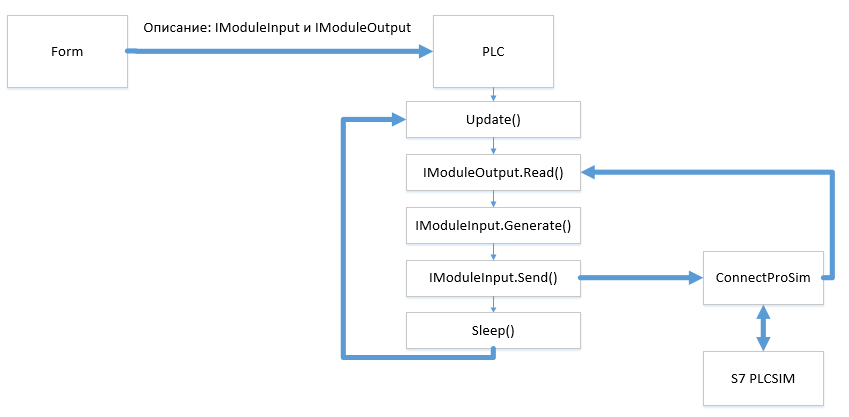 Описание: IModuleInput и IModuleOutput
Form
PLC
Update()
IModuleOutput.Read()
IModuleInput.Generate()
IModuleInput.Send()
ConnectProSim
Sleep()
S7 PLCSIM